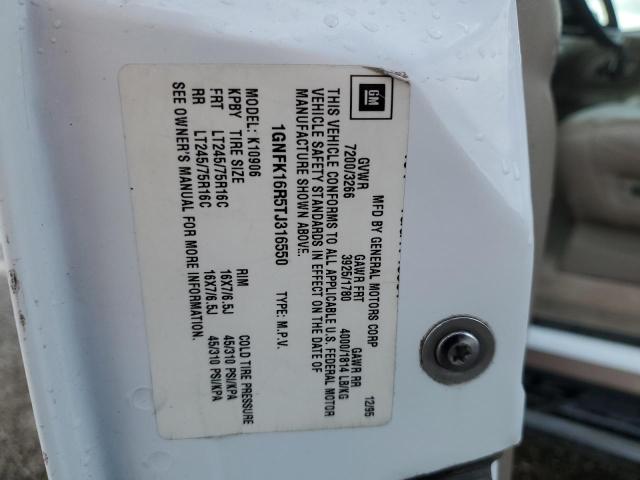 GM
MFD BY GENERAL MOTORS CORP 12/95
GVWR GAWR FRT GAWR RR
7200/3266 3925/1780 4000/1814 LB/KG
THIS VEHICLE CONFORMS TO ALL APPLICABLE U.S. FEDERAL MOTOR
VEHICLE SAFETY STANDARDS IN EFFECT ON THE DATE OF
MANUFACTURE SHOWN ABOVE.
1GNFK16R5TJ316550 TYPE: M.P.V.
MODEL: K10906
KPBY TIRE SIZE RIM COLD TIRE PRESSURE
FRT LT245/75R16C 16X7/6.5J 45/310 PSI/KPA
RR LT245/75R16C 16X7/6.5J 45/310 PSI/KPA
SEE OWNER'S MANUAL FOR MORE INFORMATION.